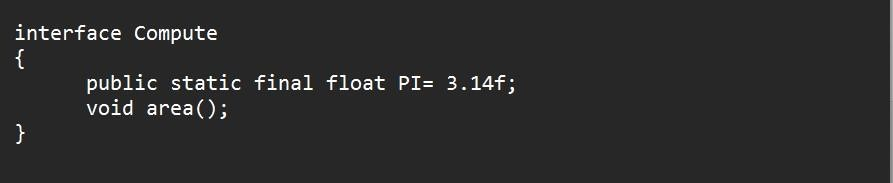 interface Compute
{
public static final float PI= 3.14f;
void area();
}